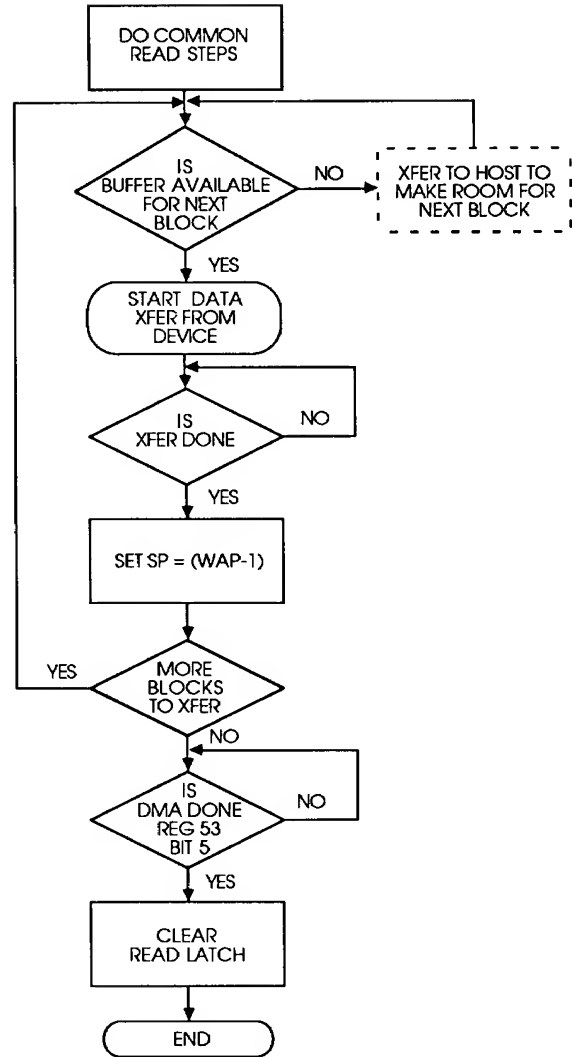 DO COMMON
READ STEPS
IS
BUFFER AVAILABLE
FOR NEXT
BLOCK
NO
XFER TO HOST TO
MAKE ROOM FOR
NEXT BLOCK
YES
START DATA
XFER FROM
DEVICE
IS
XFER DONE
NO
YES
SET SP = (WAP-1)
YES
MORE
BLOCKS
TO XFER
NO
IS
DMA DONE
REG 53
BIT 5
NO
YES
CLEAR
READ LATCH
END